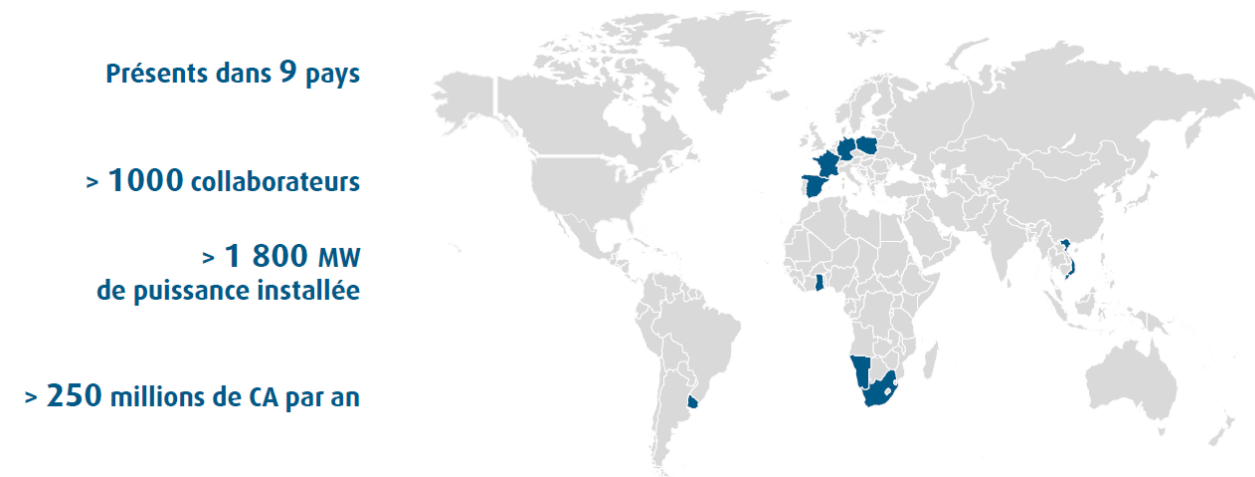 Présents dans 9 pays
> 1000 collaborateurs
> 1 800 MW
de puissance installée
> 250 millions de CA par an